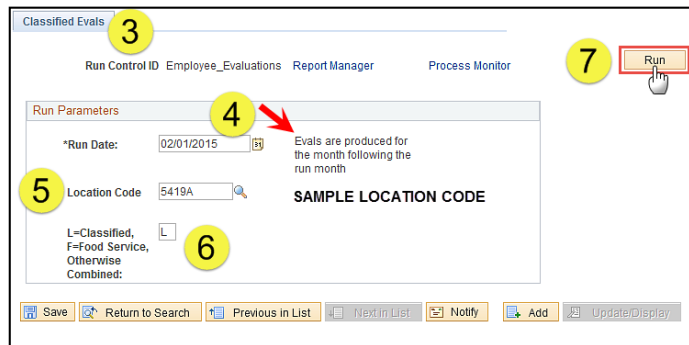 Classified Evals
3
Run Control ID Employee_Evaluations Report Manager Process Monitor
7
Run
Run Parameters
4
*Run Date: 02/01/2015 31
Evals are produced for
the month following the
run month
5
Location Code 5419A
SAMPLE LOCATION CODE
L=Classified,
F=Food Service,
Otherwise
Combined:
L
6
Save Return to Search Previous in List Next in List Notify Add Update/Display